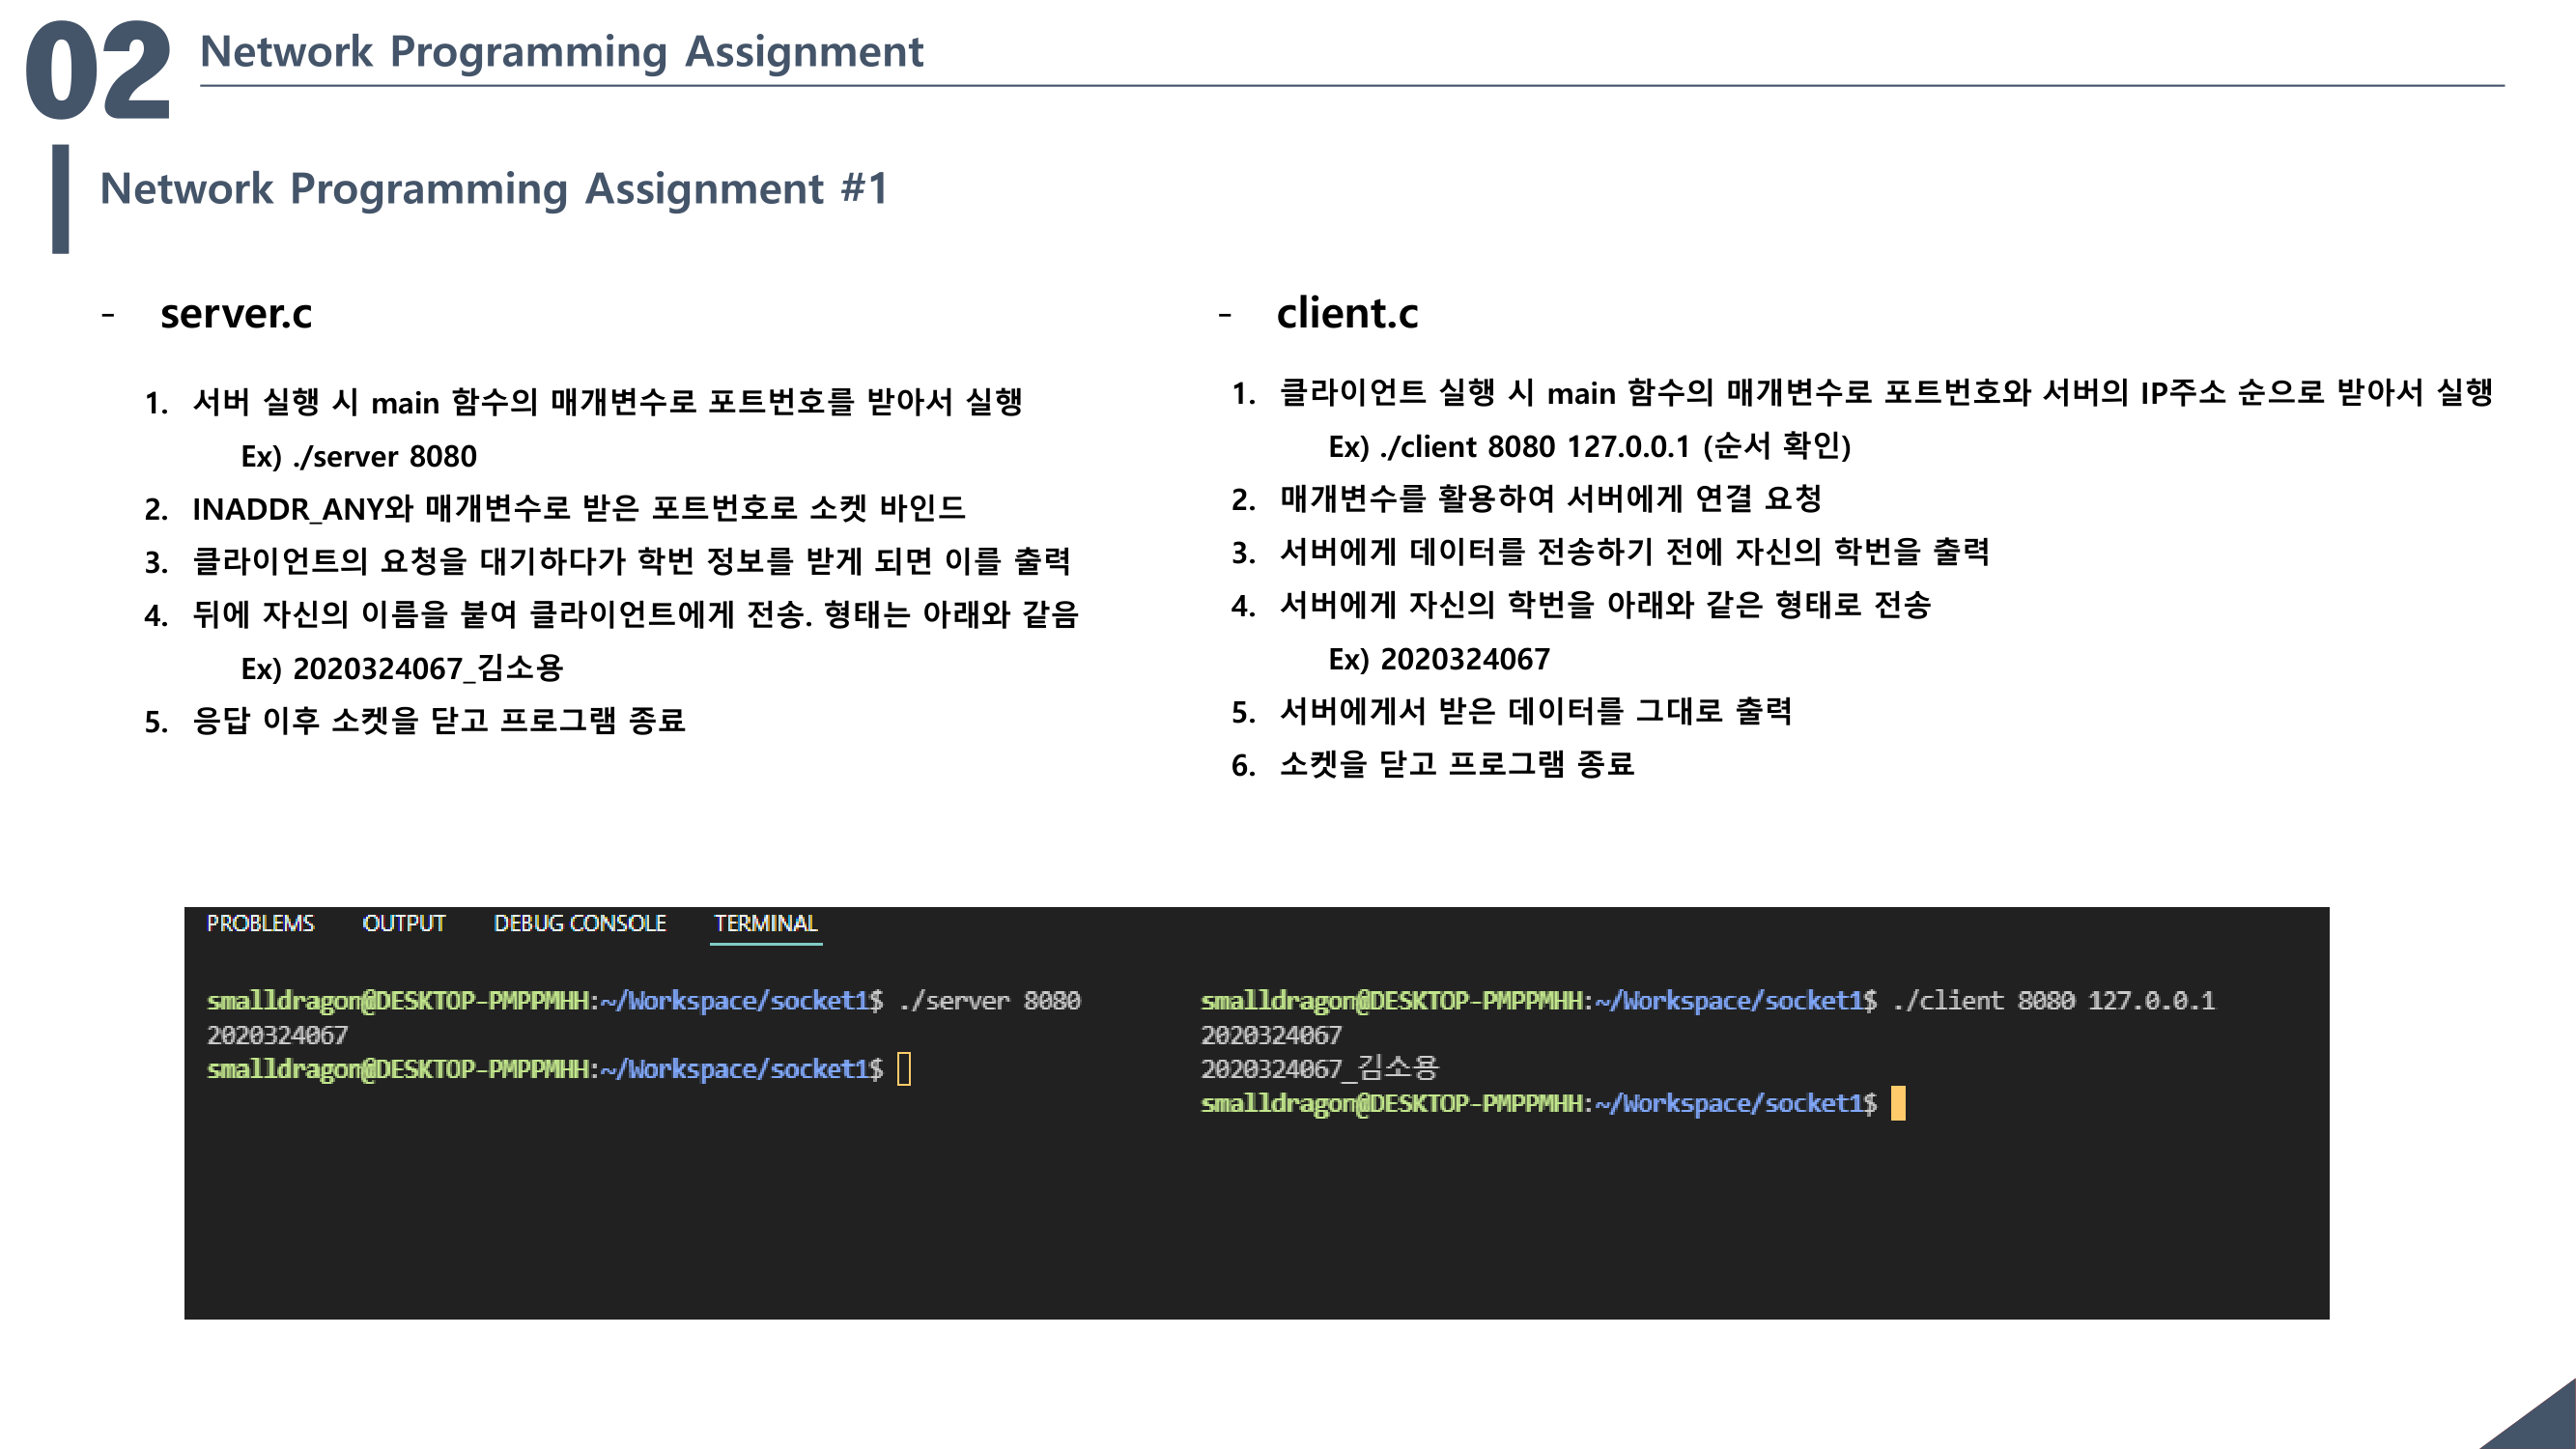 02 Network Programming Assignment
Network Programming Assignment #1
- server.c
1. 서버 실행 시 main 함수의 매개변수로 포트번호를 받아서 실행
Ex) ./server 8080
2. INADDR_ANY와 매개변수로 받은 포트번호로 소켓 바인드
3. 클라이언트의 요청을 대기하다가 학번 정보를 받게 되면 이를 출력
4. 뒤에 자신의 이름을 붙여 클라이언트에게 전송. 형태는 아래와 같음
Ex) 2020324067_김소용
5. 응답 이후 소켓을 닫고 프로그램 종료
- client.c
1. 클라이언트 실행 시 main 함수의 매개변수로 포트번호와 서버의 IP주소 순으로 받아서 실행
Ex) ./client 8080 127.0.0.1 (순서 확인)
2. 매개변수를 활용하여 서버에게 연결 요청
3. 서버에게 데이터를 전송하기 전에 자신의 학번을 출력
4. 서버에게 자신의 학번을 아래와 같은 형태로 전송
Ex) 2020324067
5. 서버에게서 받은 데이터를 그대로 출력
6. 소켓을 닫고 프로그램 종료
PROBLEMS OUTPUT DEBUG CONSOLE TERMINAL
smalldragon@DESKTOP-PMPPMHH:~/Workspace/socket1$ ./server 8080
2020324067
smalldragon@DESKTOP-PMPPMHH:~/Workspace/socket1$
smalldragon@DESKTOP-PMPPMHH:~/Workspace/socket1$ ./client 8080 127.0.0.1
2020324067
2020324067_김소용
smalldragon@DESKTOP-PMPPMHH:~/Workspace/socket1$